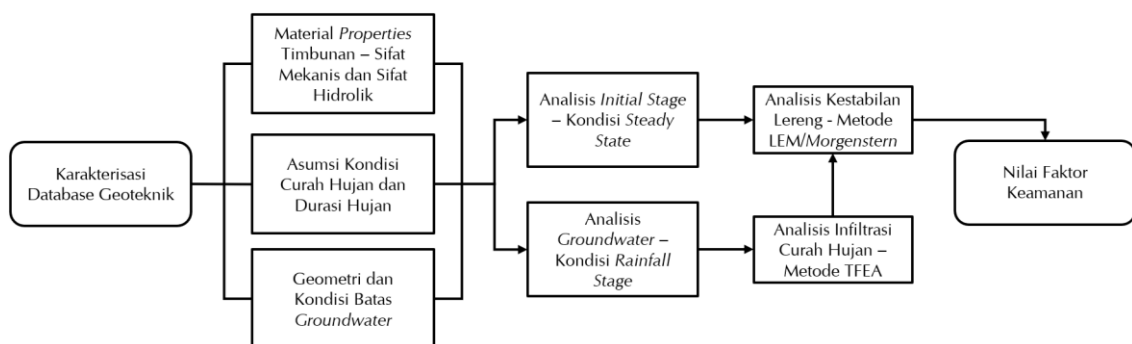 Karakterisasi
Database Geoteknik
Material Properties
Timbunan – Sifat
Mekanis dan Sifat
Hidrolik
Asumsi Kondisi
Curah Hujan dan
Durasi Hujan
Geometri dan
Kondisi Batas
Groundwater
Analisis Initial Stage
– Kondisi Steady
State
Analisis
Groundwater –
Kondisi Rainfall
Stage
Analisis Kestabilan
Lereng - Metode
LEM/Morgenstern
Analisis Infiltrasi
Curah Hujan –
Metode TFEA
Nilai Faktor
Keamanan